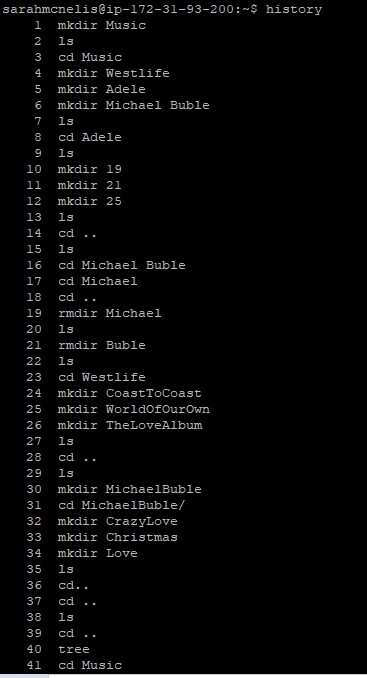 sarahmcnelis@ip-172-31-93-200:~$ history
1 mkdir Music
2 ls
3 cd Music
4 mkdir Westlife
5 mkdir Adele
6 mkdir Michael Buble
7 ls
8 cd Adele
9 ls
10 mkdir 19
11 mkdir 21
12 mkdir 25
13 ls
14 cd ..
15 ls
16 cd Michael Buble
17 cd Michael
18 cd ..
19 rmdir Michael
20 ls
21 rmdir Buble
22 ls
23 cd Westlife
24 mkdir CoastToCoast
25 mkdir WorldOfOurOwn
26 mkdir TheLoveAlbum
27 ls
28 cd ..
29 ls
30 mkdir MichaelBuble
31 cd MichaelBuble/
32 mkdir CrazyLove
33 mkdir Christmas
34 mkdir Love
35 ls
36 cd..
37 cd ..
38 ls
39 cd ..
40 tree
41 cd Music